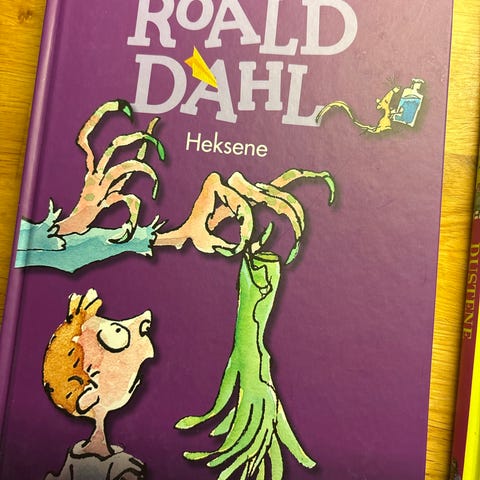 ROALD
DAHL
Heksene
DUSTENE